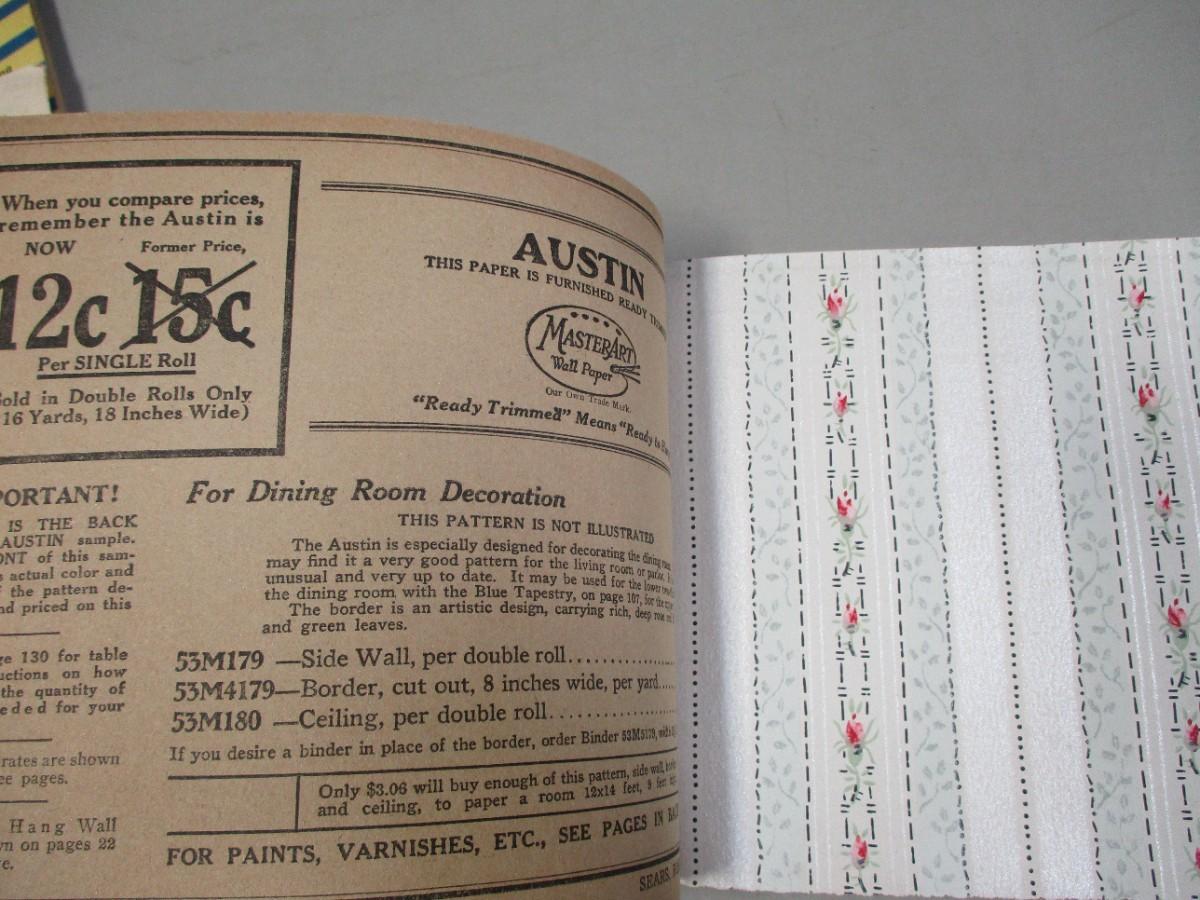 When you compare prices,
remember the Austin is
NOW Former Price,
12c 15c
Per SINGLE Roll
Sold in Double Rolls Only
16 Yards, 18 Inches Wide)
AUSTIN
THIS PAPER IS FURNISHED READY
MASTERART
Wall Paper
Our Own Trade Mark.
"Ready Trimmed" Means "Ready to
PORTANT!
IS THE BACK
AUSTIN sample.
ONT of this sam-
actual color and
the pattern de-
nd priced on this
ge 130 for table
uctions on how
the quantity of
eeded for your
rates are shown
ee pages.
Hang Wall
wn on pages 22
For Dining Room Decoration
THIS PATTERN IS NOT ILLUSTRATED
The Austin is especially designed for decorating the dining
may find it a very good pattern for the living room or parlor.
unusual and very up to date. It may be used for the lower
the dining room with the Blue Tapestry, on page 107, for the
The border is an artistic design, carrying rich, deep rose
and green leaves.
53M179 —Side Wall, per double roll
53M4179—Border, cut out, 8 inches wide, per yard
53M180 —Ceiling, per double roll
If you desire a binder in place of the border, order Binder
Only $3.06 will buy enough of this pattern, side wall,
and ceiling, to paper a room 12x14 feet, 9 feet
FOR PAINTS, VARNISHES, ETC., SEE PAGES IN
SEARS,